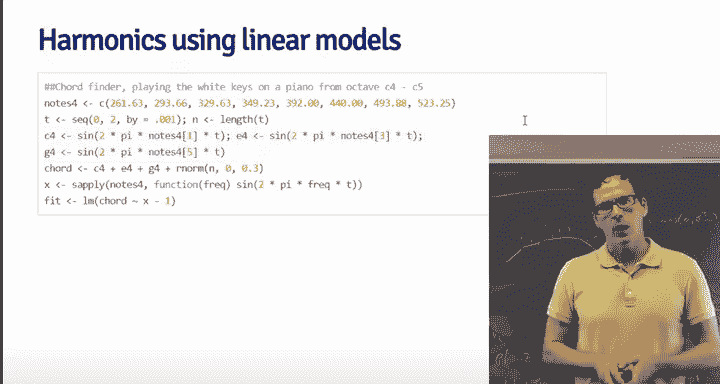 Harmonics using linear models
##Chord finder, playing the white keys on a piano from octave c4 - c5
notes4 <- c(261.63, 293.66, 329.63, 349.23, 392.00, 440.00, 493.88, 523.25)
t <- seq(0, 2, by = .001); n <- length(t)
c4 <- sin(2 * pi * notes4[1] * t); e4 <- sin(2 * pi * notes4[3] * t);
g4 <- sin(2 * pi * notes4[5] * t)
chord <- c4 + e4 + g4 + rnorm(n, 0, 0.3)
x <- sapply(notes4, function(freq) sin(2 * pi * freq * t))
fit <- lm(chord ~ x - 1)